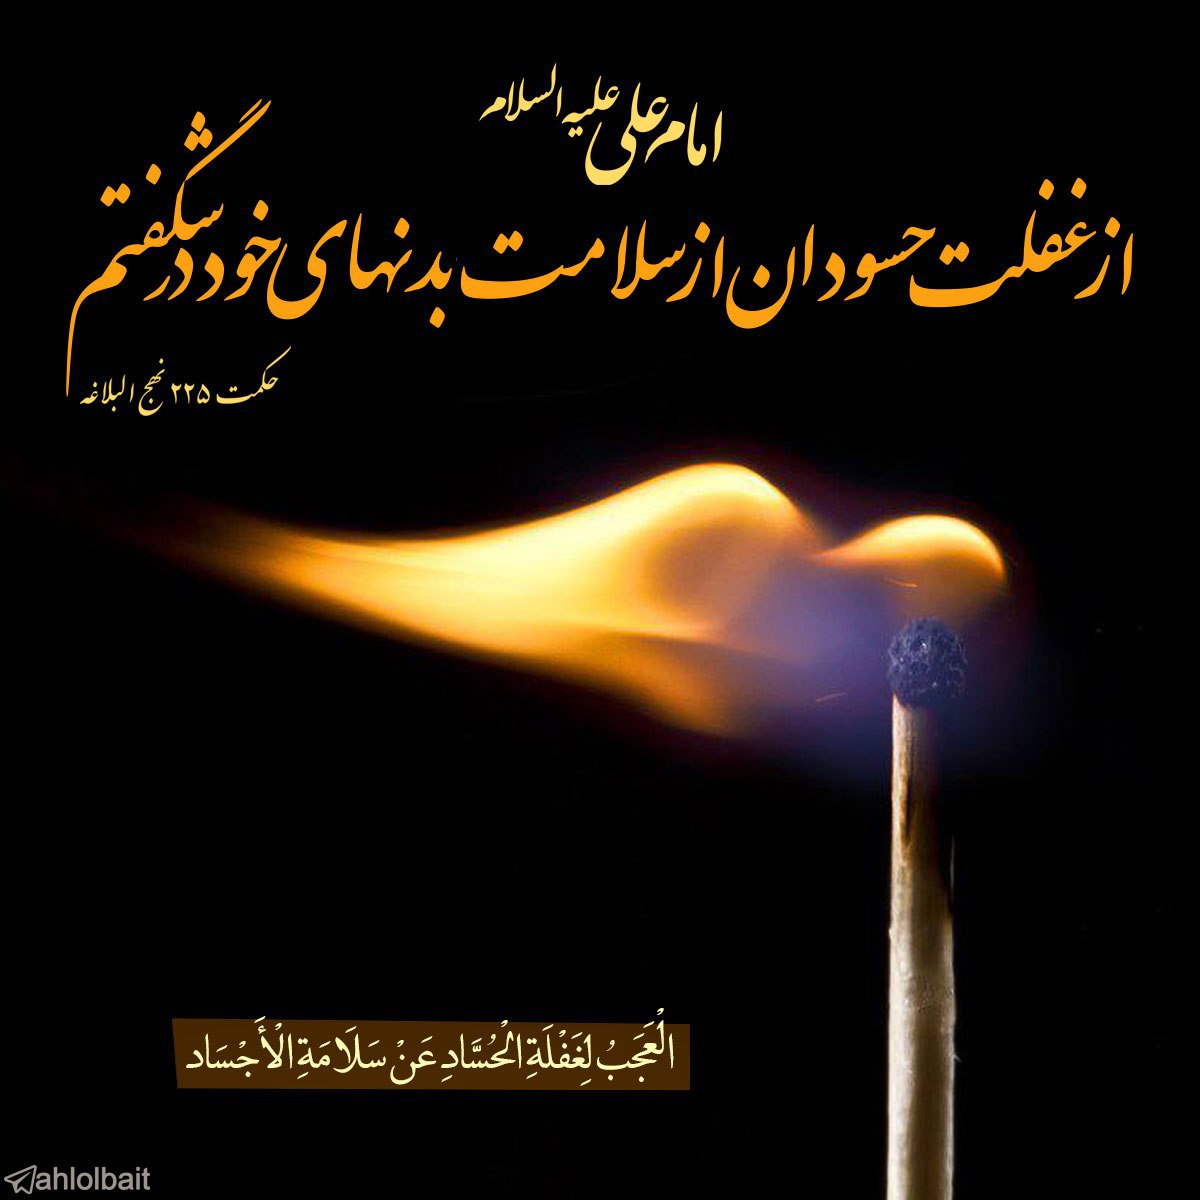 امام علی علیه السلام
از غفلت حسودان از سلامت بدنهای خود در شگفتم
حکمت ۲۲۵ نهج البلاغه
الْعَجَبُ لِغَفْلَةِ الْحُسَّادِ عَنْ سَلَامَةِ الْأَجْسَاد
ahlolbait